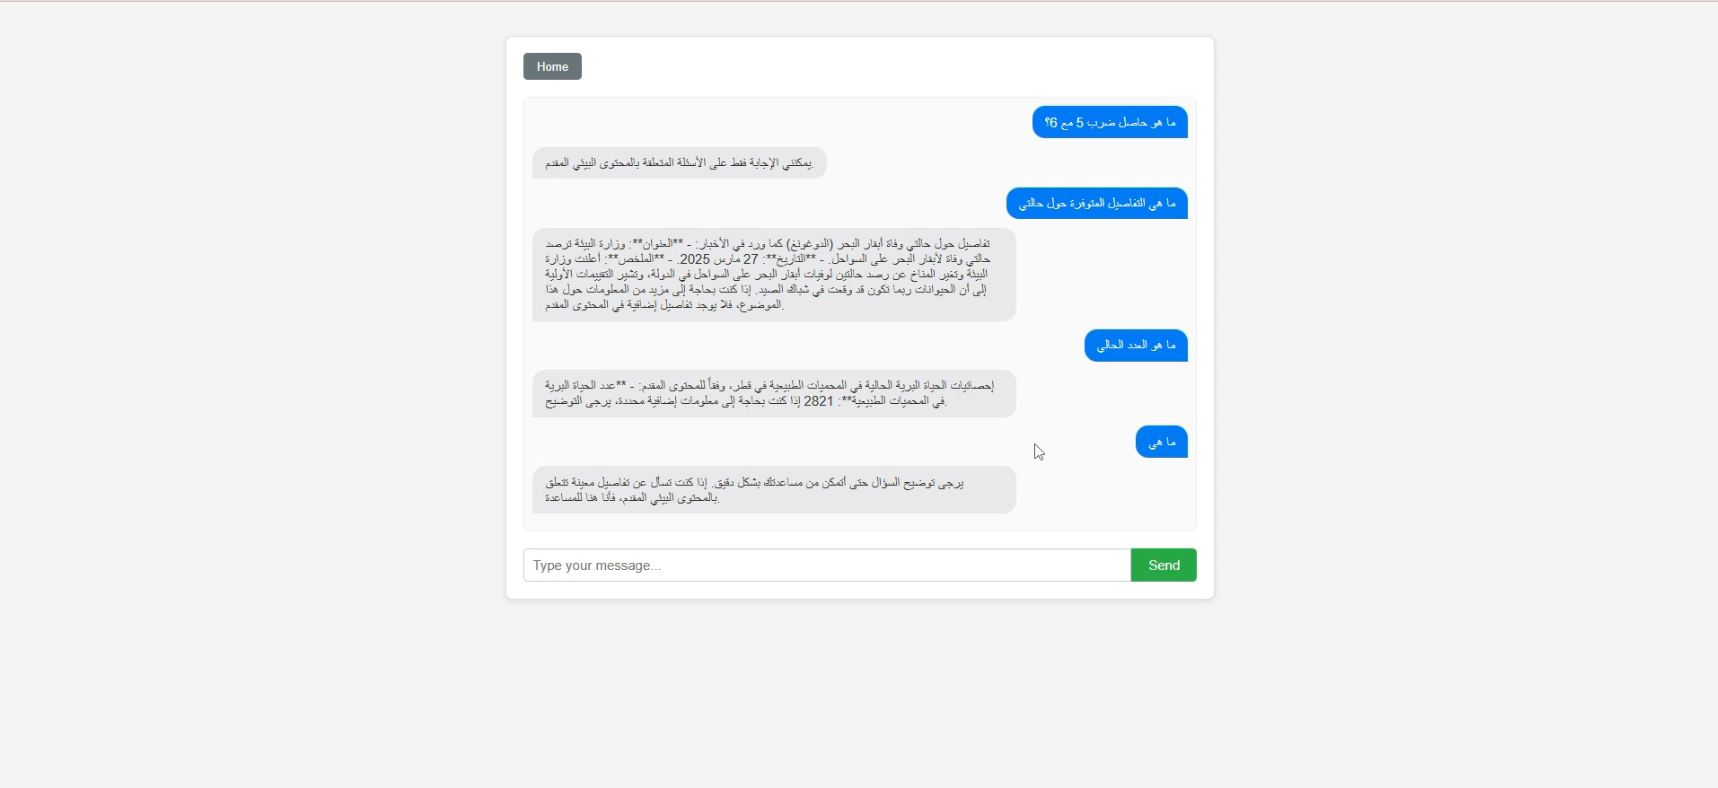 Home
ما هو حاصل ضرب 5 مع 6؟
يمكنني الإجابة فقط على الأسئلة المتعلقة بالمحتوى البيئي المقدم.
ما هي التفاصيل المتوفرة حول حالتي
تفاصيل حول حالتي وفاة أبقار البحر (الدوغونغ) كما ورد في الأخبار: - **العنوان**: وزارة البيئة ترصد
حالتي وفاة لأبقار البحر على السواحل. - **التاريخ**: 27 مارس 2025. - **الملخص**: أعلنت وزارة
البيئة وتغير المناخ عن رصد حالتين لوفيات أبقار البحر على السواحل في الدولة، وتشير التقييمات الأولية
إلى أن الحيوانات ربما تكون قد وقعت في شباك الصيد. إذا كنت بحاجة إلى مزيد من المعلومات حول هذا
الموضوع، فلا يوجد تفاصيل إضافية في المحتوى المقدم.
ما هو العدد الحالي
إحصائيات الحياة البرية الحالية في المحميات الطبيعية في قطر، وفقاً للمحتوى المقدم: - **عدد الحياة البرية
في المحميات الطبيعية**: 2821 إذا كنت بحاجة إلى معلومات إضافية محددة، يرجى التوضيح.
ما هي
يرجى توضيح السؤال حتى أتمكن من مساعدتك بشكل دقيق. إذا كنت تسأل عن تفاصيل معينة تتعلق
بالمحتوى البيئي المقدم، فأنا هنا للمساعدة.
Type your message...
Send